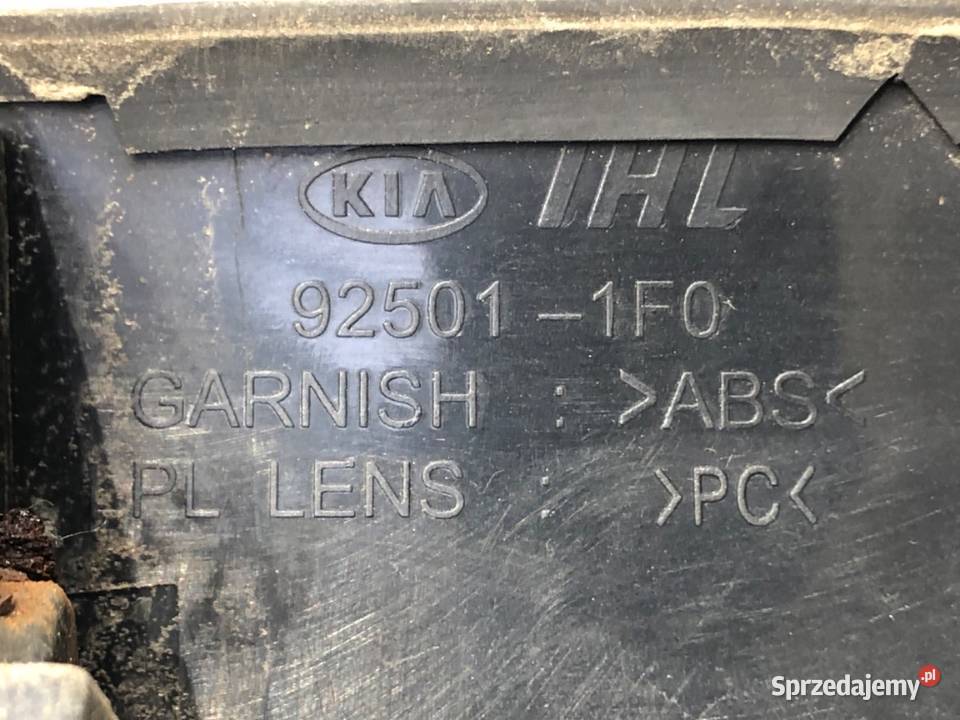 KIA IHL
92501-1F0
GARNISH : >ABS<
PL LENS : >PC<
Sprzedajemy.pl